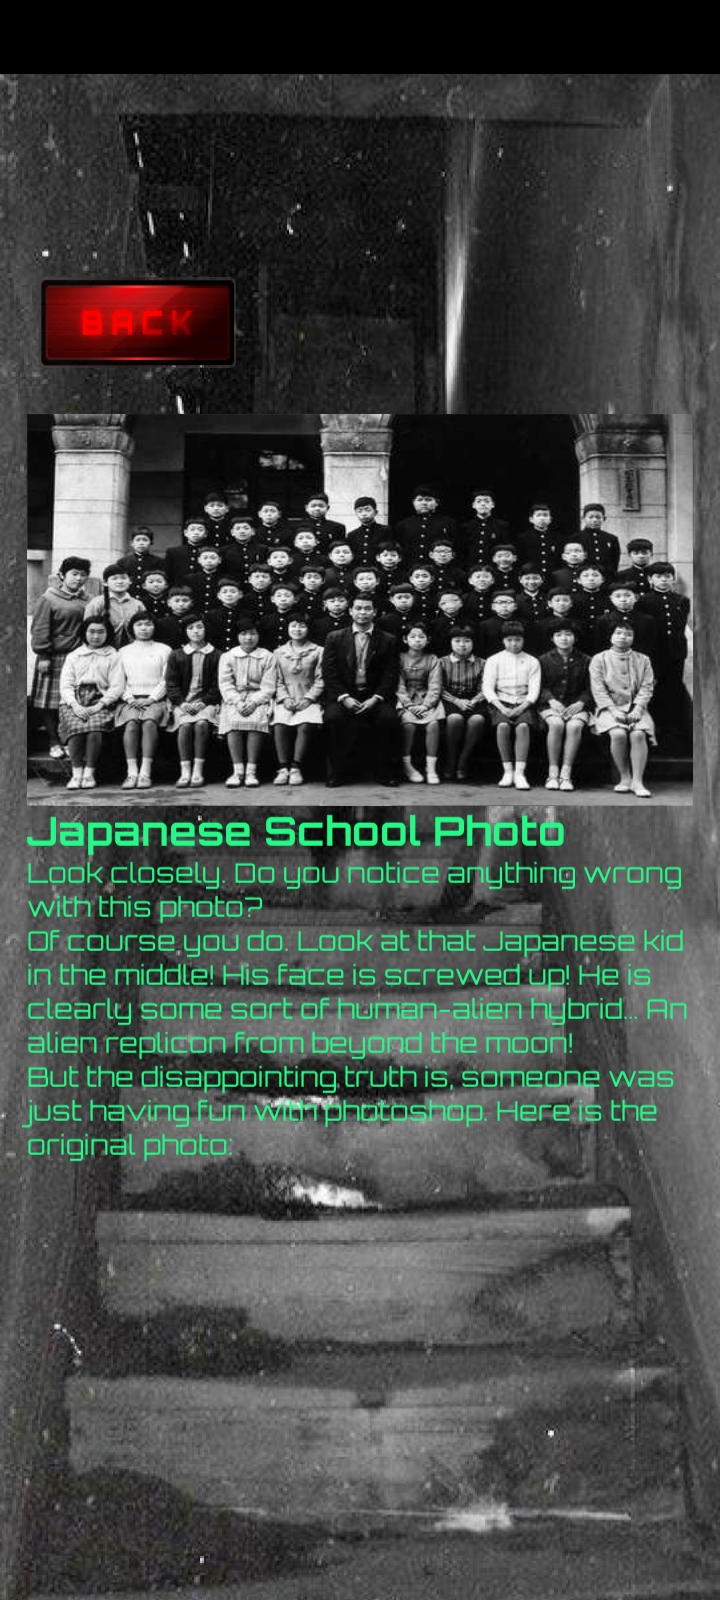 BACK
Japanese School Photo
Look closely. Do you notice anything wrong
with this photo?
Of course you do. Look at that Japanese kid
in the middle! His face is screwed up! He is
clearly some sort of human-alien hybrid... An
alien replicon from beyond the moon!
But the disappointing truth is, someone was
just having fun with photoshop. Here is the
original photo: